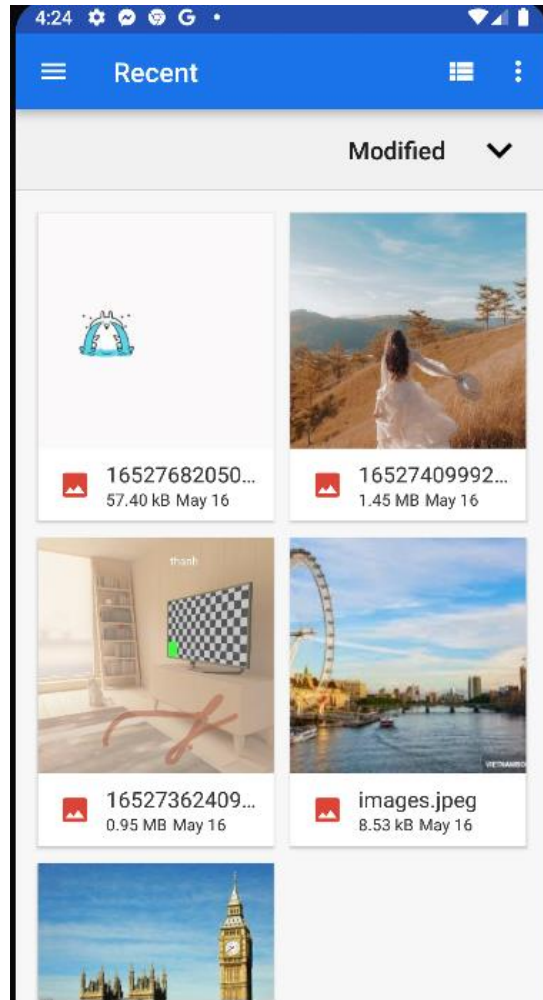 4:24
Recent
Modified
16527682050...
57.40 kB May 16
16527409992...
1.45 MB May 16
thanh
16527362409...
0.95 MB May 16
images.jpeg
8.53 kB May 16